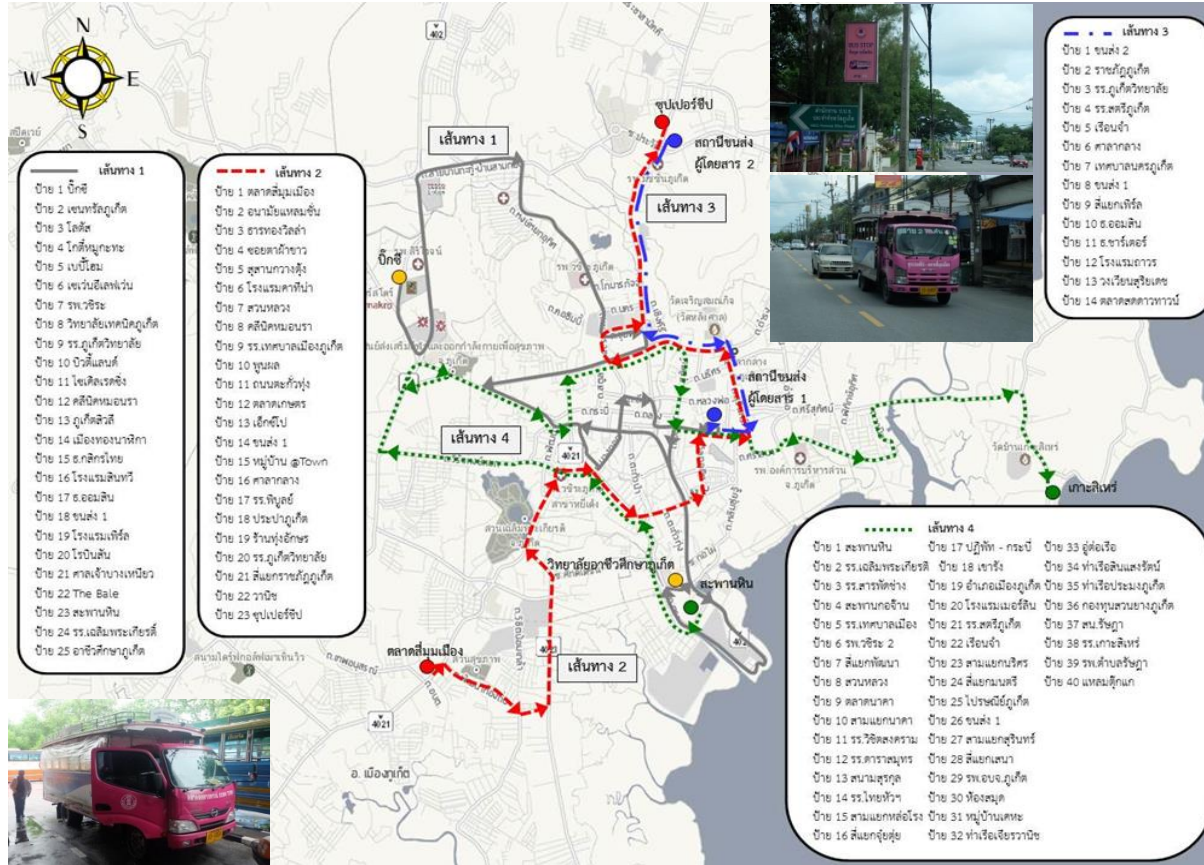 N
W
E
S
402
เส้นทาง 1
ซุปเปอร์ชีป
สถานีขนส่ง
ผู้โดยสาร 2
เส้นทาง 3
บิ๊กซี
สถานีขนส่ง
ผู้โดยสาร 1
เส้นทาง 4
4021
เกาะสิเหร่
วิทยาลัยอาชีวศึกษาภูเก็ต
สะพานหิน
ตลาดสี่มุมเมือง
เส้นทาง 2
4021
อ. เมืองภูเก็ต
BUS STOP
เส้นทาง 1
ป้าย 1 บิ๊กซี
ป้าย 2 เซนทรัลภูเก็ต
ป้าย 3 โลตัส
ป้าย 4 โกตี๋หมูกะทะ
ป้าย 5 เบบี้โฮม
ป้าย 6 เซเว่นอีเลฟเว่น
ป้าย 7 รพ.วชิระ
ป้าย 8 วิทยาลัยเทคนิคภูเก็ต
ป้าย 9 รร.ภูเก็ตวิทยาลัย
ป้าย 10 บิวตี้แลนด์
ป้าย 11 ไซเคิลเรดซิ่ง
ป้าย 12 คลีนิคหมอนรา
ป้าย 13 ภูเก็ตสิวลี
ป้าย 14 เมืองทองนาฬิกา
ป้าย 15 ธ.กสิกรไทย
ป้าย 16 โรงแรมสินทวี
ป้าย 17 ธ.ออมสิน
ป้าย 18 ขนส่ง 1
ป้าย 19 โรงแรมเพิร์ล
ป้าย 20 โรบินสัน
ป้าย 21 ศาลเจ้าบางเหนียว
ป้าย 22 The Bale
ป้าย 23 สะพานหิน
ป้าย 24 รร.เฉลิมพระเกียรติ์
ป้าย 25 อาชีวศึกษาภูเก็ต
เส้นทาง 2
ป้าย 1 ตลาดสี่มุมเมือง
ป้าย 2 อนามัยแหลมชั่น
ป้าย 3 ธารทองวิลล่า
ป้าย 4 ซอยตาผ้าขาว
ป้าย 5 สุสานกวางตุ้ง
ป้าย 6 โรงแรมคาทีน่า
ป้าย 7 สวนหลวง
ป้าย 8 คลีนิคหมอนรา
ป้าย 9 รร.เทศบาลเมืองภูเก็ต
ป้าย 10 พูนผล
ป้าย 11 ถนนตะกั่วทุ่ง
ป้าย 12 ตลาดเกษตร
ป้าย 13 เอ็กซ์โป
ป้าย 14 ขนส่ง 1
ป้าย 15 หมู่บ้าน @Town
ป้าย 16 ศาลากลาง
ป้าย 17 รร.พิบูลย์
ป้าย 18 ประปาภูเก็ต
ป้าย 19 ร้านทุ่งอักษร
ป้าย 20 รร.ภูเก็ตวิทยาลัย
ป้าย 21 สี่แยกราชภัฏภูเก็ต
ป้าย 22 วานิช
ป้าย 23 ซุปเปอร์ชีป
เส้นทาง 3
ป้าย 1 ขนส่ง 2
ป้าย 2 ราชภัฏภูเก็ต
ป้าย 3 รร.ภูเก็ตวิทยาลัย
ป้าย 4 รร.สตรีภูเก็ต
ป้าย 5 เรือนจำ
ป้าย 6 ศาลากลาง
ป้าย 7 เทศบาลนครภูเก็ต
ป้าย 8 ขนส่ง 1
ป้าย 9 สี่แยกเพิร์ล
ป้าย 10 ธ.ออมสิน
ป้าย 11 ธ.ชาร์เตอร์
ป้าย 12 โรงแรมถาวร
ป้าย 13 วงเวียนสุริยเดช
ป้าย 14 ตลาดสดดาวทาวน์
เส้นทาง 4
ป้าย 1 สะพานหิน
ป้าย 2 รร.เฉลิมพระเกียรติ
ป้าย 3 รร.สารพัดช่าง
ป้าย 4 สะพานกอจ๊าน
ป้าย 5 รร.เทศบาลเมือง
ป้าย 6 รพ.วชิระ 2
ป้าย 7 สี่แยกพัฒนา
ป้าย 8 สวนหลวง
ป้าย 9 ตลาดนาคา
ป้าย 10 สามแยกนาคา
ป้าย 11 รร.วิชิตสงคราม
ป้าย 12 รร.ดาราสมุทร
ป้าย 13 สนามสุรกุล
ป้าย 14 รร.ไทยหัวฯ
ป้าย 15 สามแยกหล่อโรง
ป้าย 16 สี่แยกจุ้ยตุ่ย
ป้าย 17 ปฏิพัท - กระบี่
ป้าย 18 เขารัง
ป้าย 19 อำเภอเมืองภูเก็ต
ป้าย 20 โรงแรมเมอร์ลิน
ป้าย 21 รร.สตรีภูเก็ต
ป้าย 22 เรือนจำ
ป้าย 23 สามแยกนริศร
ป้าย 24 สี่แยกมนตรี
ป้าย 25 ไปรษณีย์ภูเก็ต
ป้าย 26 ขนส่ง 1
ป้าย 27 สามแยกสุรินทร์
ป้าย 28 สี่แยกเสนา
ป้าย 29 รพ.อบจ.ภูเก็ต
ป้าย 30 ห้องสมุด
ป้าย 31 หมู่บ้านเคหะ
ป้าย 32 ท่าเรือเจียรวานิช
ป้าย 33 อู่ต่อเรือ
ป้าย 34 ท่าเรือสินแสงรัตน์
ป้าย 35 ท่าเรือประมงภูเก็ต
ป้าย 36 กองทุนสวนยางภูเก็ต
ป้าย 37 สน.รัษฎา
ป้าย 38 รร.เกาะสิเหร่
ป้าย 39 รพ.ตำบลรัษฎา
ป้าย 40 แหลมตุ๊กแก